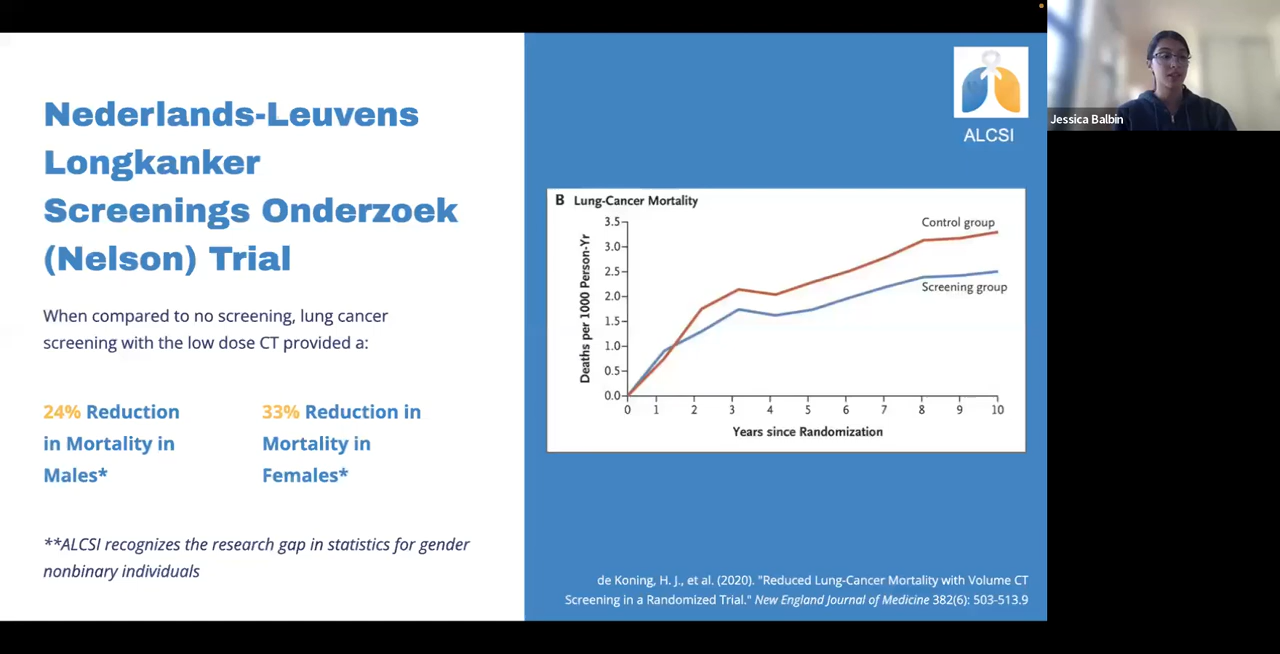 Nederlands-Leuvens
Longkanker
Screenings Onderzoek
(Nelson) Trial
When compared to no screening, lung cancer
screening with the low dose CT provided a:
24% Reduction
in Mortality in
Males*
33% Reduction in
Mortality in
Females*
**ALCSI recognizes the research gap in statistics for gender
nonbinary individuals
ALCSI
B Lung-Cancer Mortality
Deaths per 1000 Person-Yr
3.5
3.0
2.5
2.0
1.5
1.0
0.5
0.0
Control group
Screening group
0 1 2 3 4 5 6 7 8 9 10
Years since Randomization
de Koning, H. J., et al. (2020). "Reduced Lung-Cancer Mortality with Volume CT
Screening in a Randomized Trial." New England Journal of Medicine 382(6): 503-513.9
Jessica Balbin